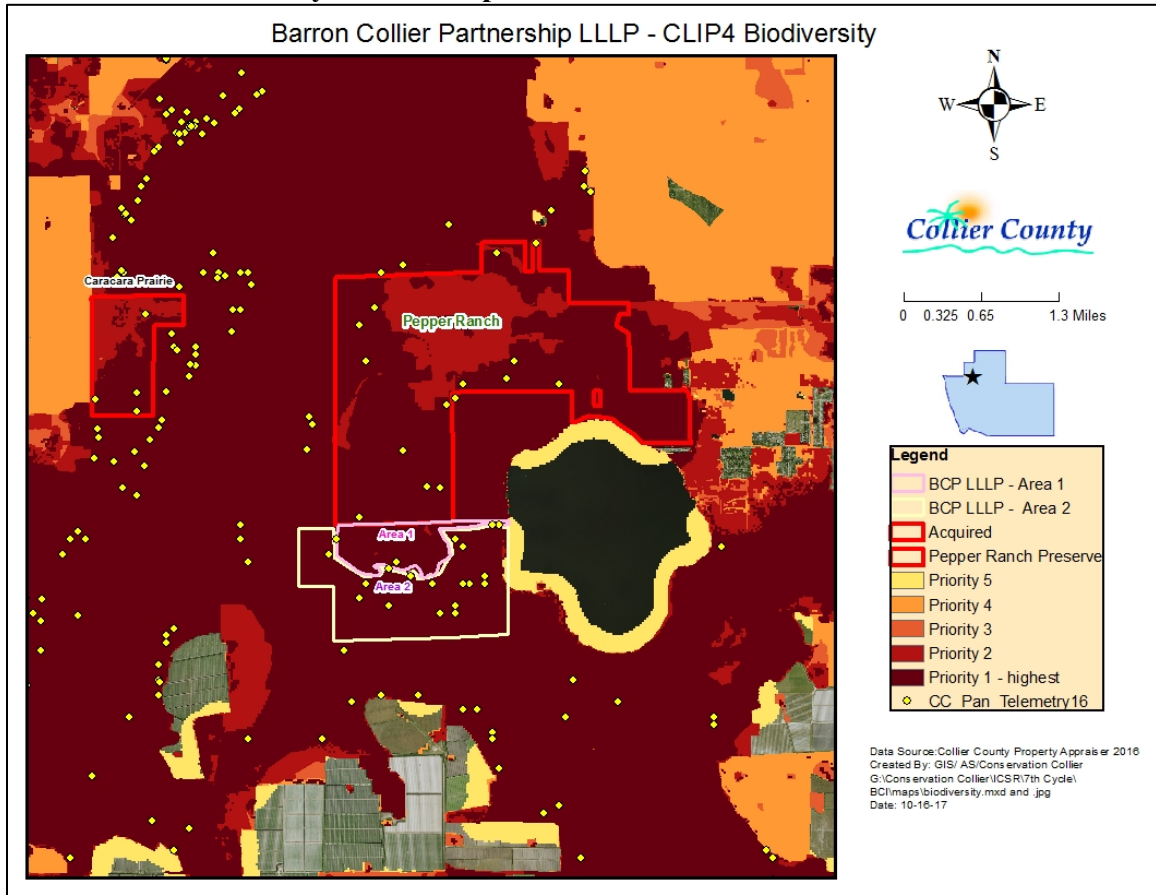 Barron Collier Partnership LLLP - CLIP4 Biodiversity
N
W
E
S
Collier County
0 0.325 0.65 1.3 Miles
Caracara Prairie
Pepper Ranch
Area 1
Area 2
Legend
BCP LLLP - Area 1
BCP LLLP - Area 2
Acquired
Pepper Ranch Preserve
Priority 5
Priority 4
Priority 3
Priority 2
Priority 1 - highest
CC_Pan_Telemetry16
Data Source:Collier County Property Appraiser 2016
Created By: GIS/ AS/Conservation Collier
G:\Conservation Collier\ICSR\7th Cycle\
BCI\maps\biodiversity.mxd and .jpg
Date: 10-16-17